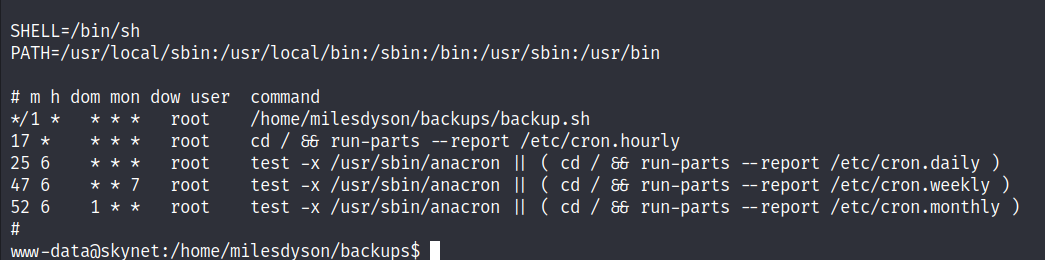 SHELL=/bin/sh
PATH=/usr/local/sbin:/usr/local/bin:/sbin:/bin:/usr/sbin:/usr/bin
# m h dom mon dow user  command
*/1 *   * * *   root    /home/milesdyson/backups/backup.sh
17 *    * * *   root    cd / && run-parts --report /etc/cron.hourly
25 6    * * *   root    test -x /usr/sbin/anacron || ( cd / && run-parts --report /etc/cron.daily )
47 6    * * 7   root    test -x /usr/sbin/anacron || ( cd / && run-parts --report /etc/cron.weekly )
52 6    1 * *   root    test -x /usr/sbin/anacron || ( cd / && run-parts --report /etc/cron.monthly )
#
www-data@skynet:/home/milesdyson/backups$